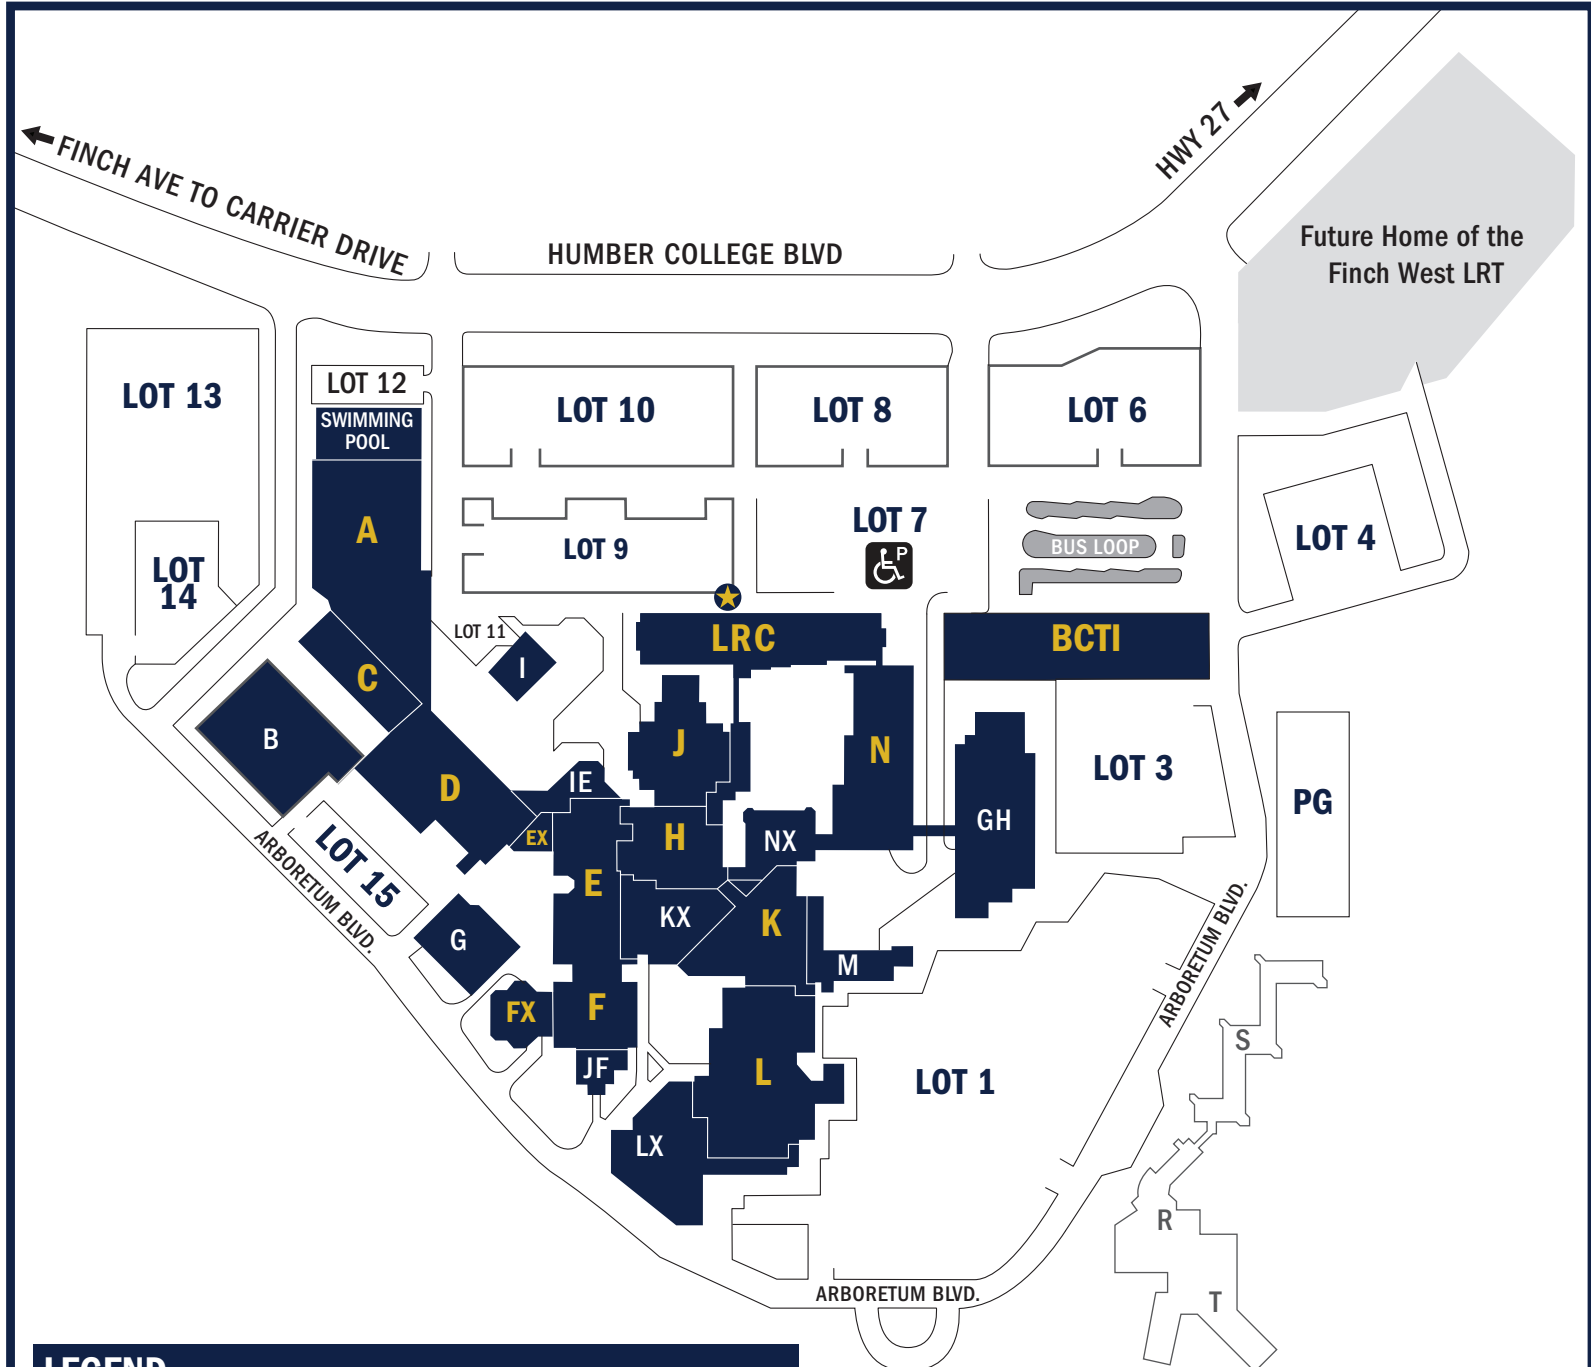 FINCH AVE TO CARRIER DRIVE
HUMBER COLLEGE BLVD
HWY 27
Future Home of the
Finch West LRT
LOT 13
LOT 12
SWIMMING
POOL
LOT 10
LOT 8
LOT 6
A
LOT 9
LOT 7
P
BUS LOOP
LOT 4
LOT
14
LOT 11
I
LRC
BCTI
C
B
J
N
D
IE
LOT 3
PG
EX
H
NX
GH
LOT 15
ARBORETUM BLVD.
E
KX
K
G
M
ARBORETUM BLVD.
FX
F
JF
L
LOT 1
S
LX
R
T
ARBORETUM BLVD.
LEGEND